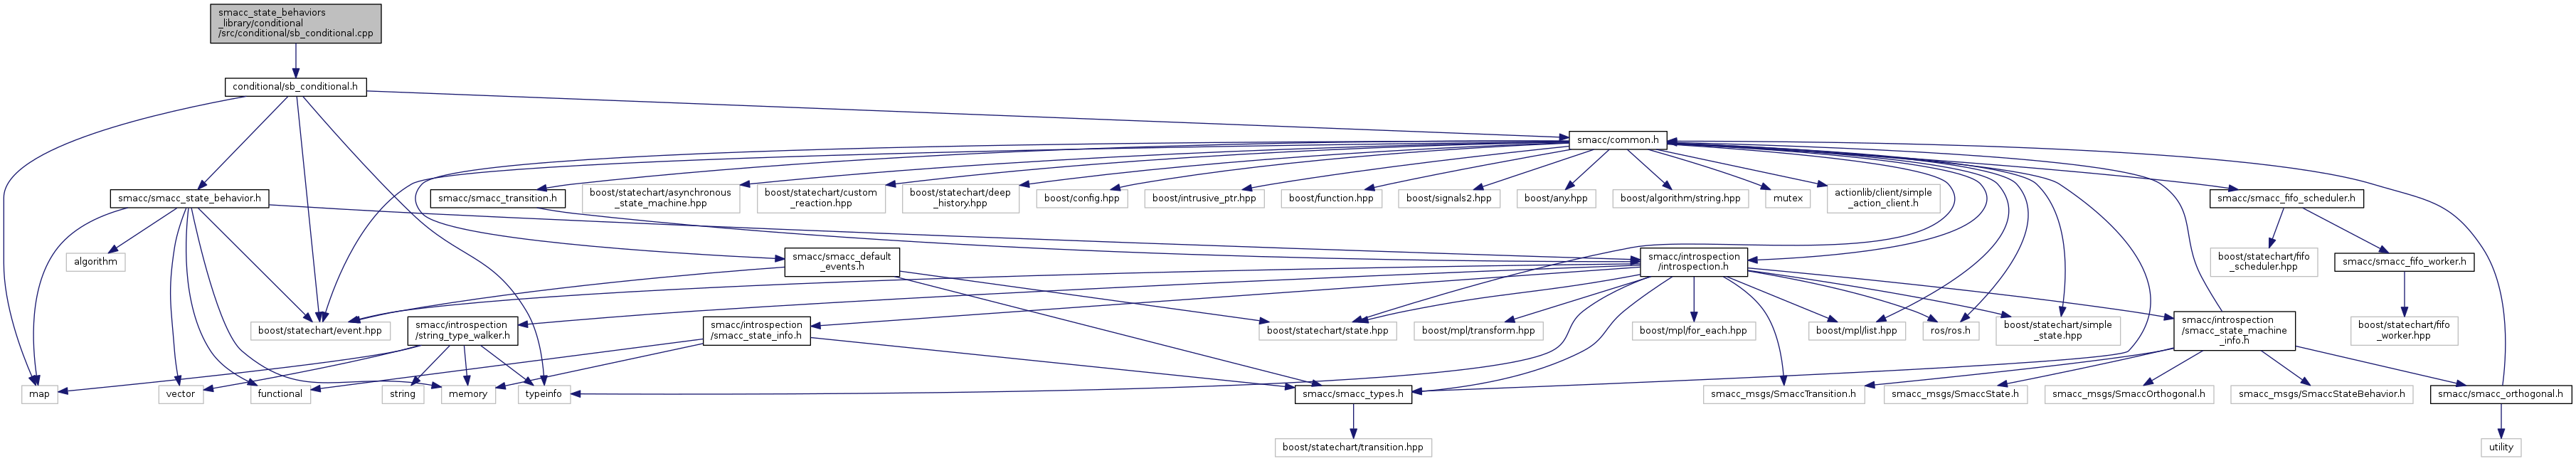 smacc_state_behaviors
_library/conditional
/src/conditional/sb_conditional.cpp
conditional/sb_conditional.h
smacc/common.h
smacc/smacc_state_behavior.h
smacc/smacc_transition.h
boost/statechart/asynchronous
_state_machine.hpp
boost/statechart/custom
_reaction.hpp
boost/statechart/deep
_history.hpp
boost/config.hpp
boost/intrusive_ptr.hpp
boost/function.hpp
boost/signals2.hpp
boost/any.hpp
boost/algorithm/string.hpp
mutex
actionlib/client/simple
_action_client.h
smacc/smacc_fifo_scheduler.h
algorithm
smacc/smacc_default
_events.h
smacc/introspection
/introspection.h
boost/statechart/fifo
_scheduler.hpp
smacc/smacc_fifo_worker.h
boost/statechart/event.hpp
smacc/introspection
/string_type_walker.h
smacc/introspection
/smacc_state_info.h
boost/statechart/state.hpp
boost/mpl/transform.hpp
boost/mpl/for_each.hpp
boost/mpl/list.hpp
ros/ros.h
boost/statechart/simple
_state.hpp
smacc/introspection
/smacc_state_machine
_info.h
boost/statechart/fifo
_worker.hpp
map
vector
functional
string
memory
typeinfo
smacc/smacc_types.h
smacc_msgs/SmaccTransition.h
smacc_msgs/SmaccState.h
smacc_msgs/SmaccOrthogonal.h
smacc_msgs/SmaccStateBehavior.h
smacc/smacc_orthogonal.h
boost/statechart/transition.hpp
utility